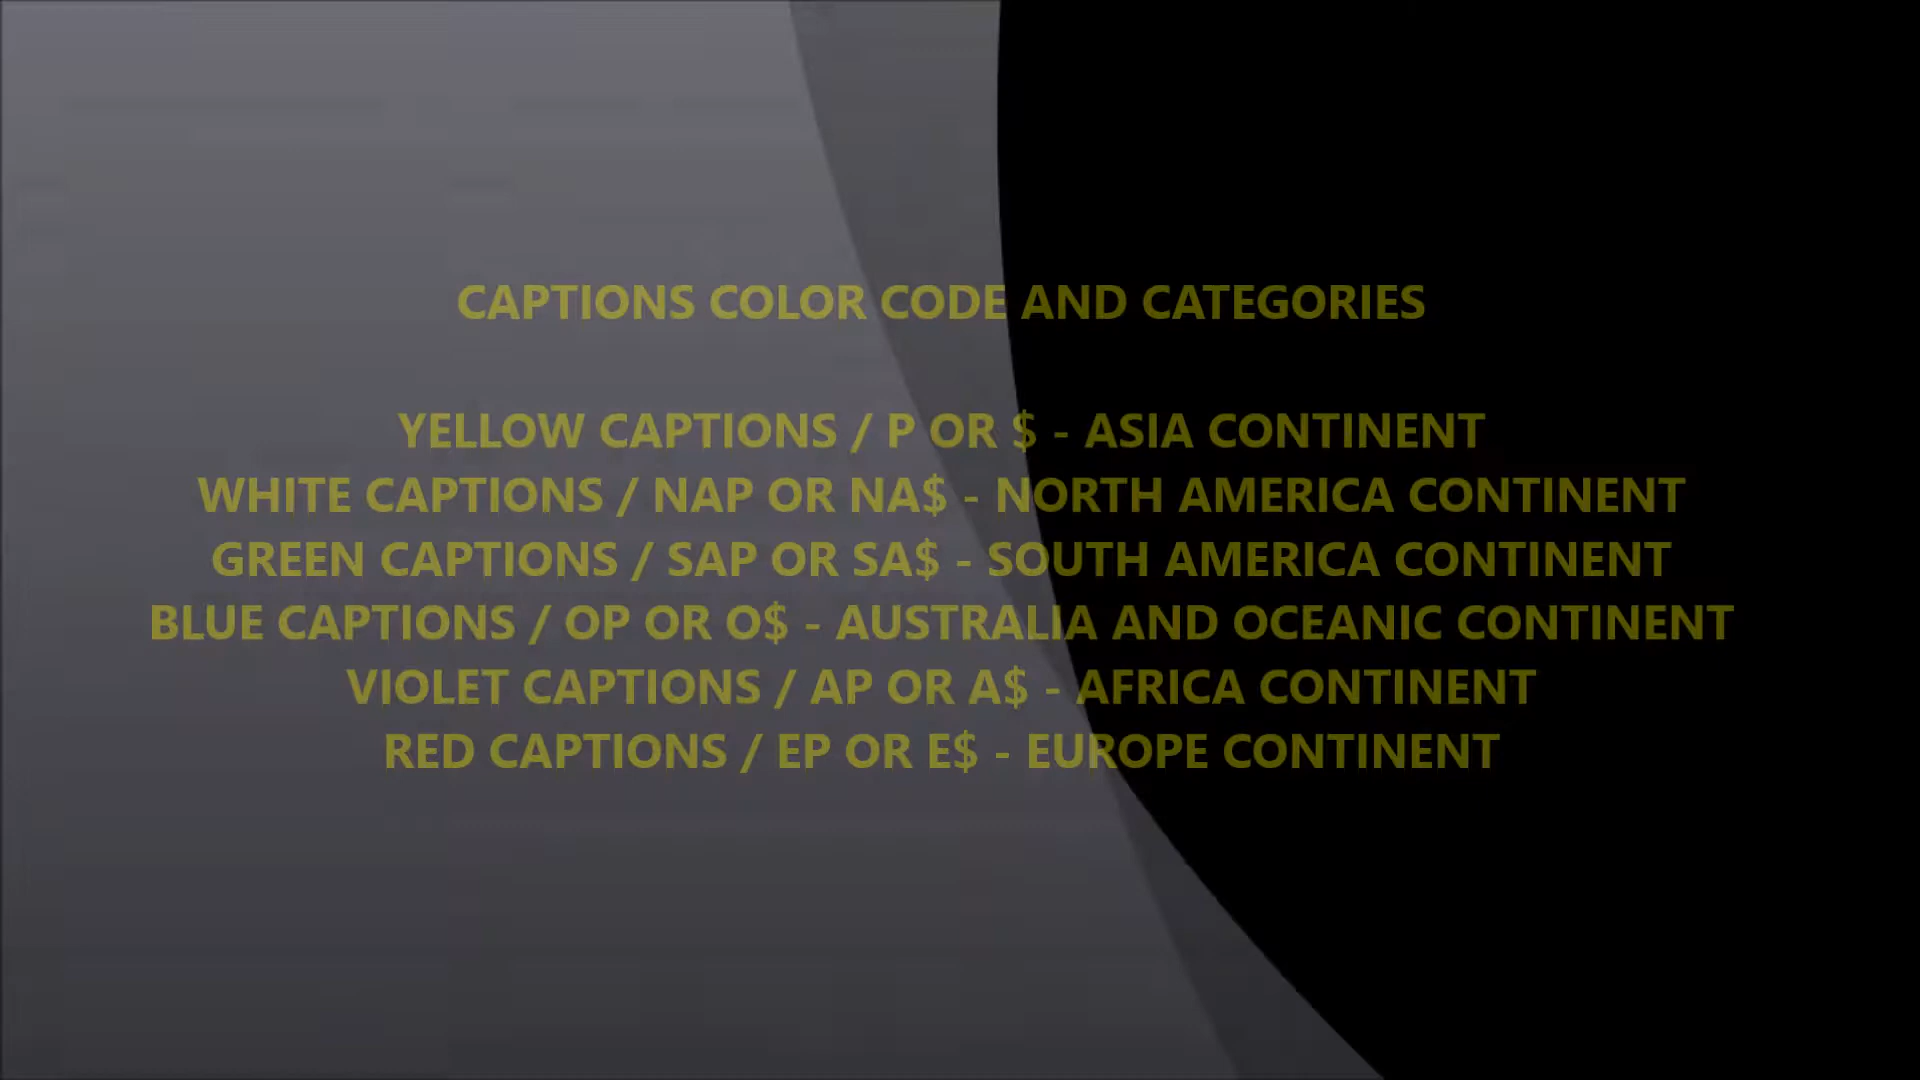 CAPTIONS COLOR CODE AND CATEGORIES
YELLOW CAPTIONS / P OR $ - ASIA CONTINENT
WHITE CAPTIONS / NAP OR NA$ - NORTH AMERICA CONTINENT
GREEN CAPTIONS / SAP OR SA$ - SOUTH AMERICA CONTINENT
BLUE CAPTIONS / OP OR O$ - AUSTRALIA AND OCEANIC CONTINENT
VIOLET CAPTIONS / AP OR A$ - AFRICA CONTINENT
RED CAPTIONS / EP OR E$ - EUROPE CONTINENT